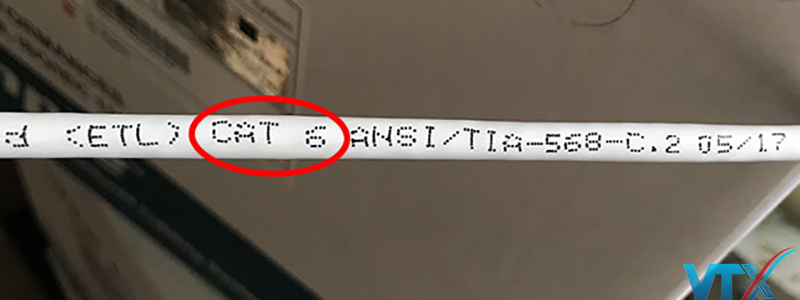 (ETL) CAT 6 ANSI/TIA-568-C.2 05/17
VTX